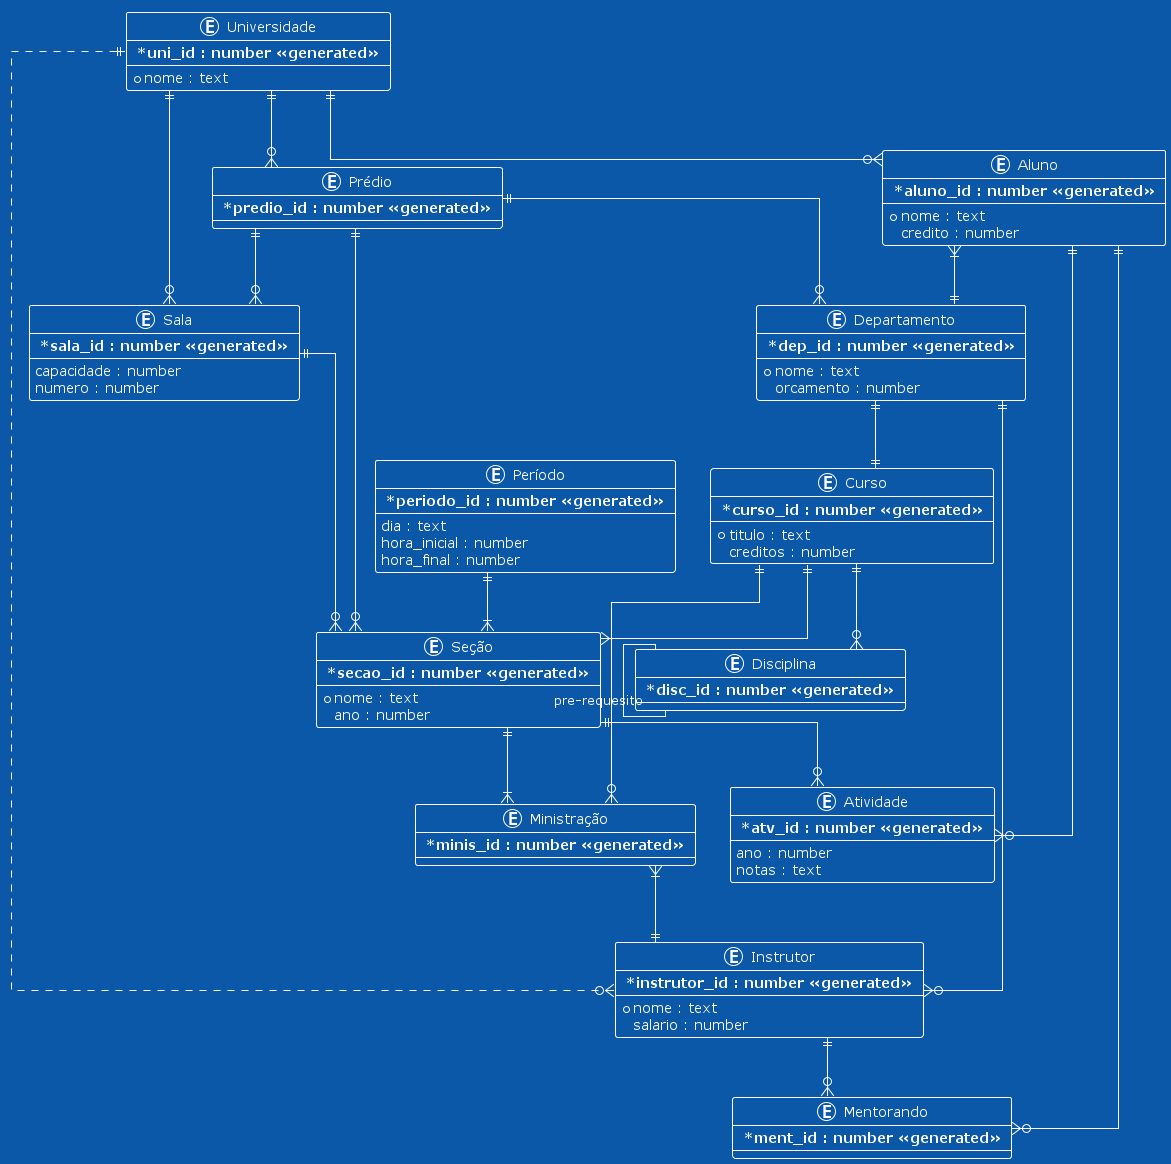 E Universidade
*uni_id : number «generated»
nome : text
E Prédio
*predio_id : number «generated»
E Aluno
*aluno_id : number «generated»
nome : text
credito : number
E Sala
*sala_id : number «generated»
capacidade : number
numero : number
E Departamento
*dep_id : number «generated»
nome : text
orcamento : number
E Período
*periodo_id : number «generated»
dia : text
hora_inicial : number
hora_final : number
E Curso
*curso_id : number «generated»
titulo : text
creditos : number
E Seção
*secao_id : number «generated»
nome : text
ano : number
E Disciplina
*disc_id : number «generated»
pre-requesito
E Ministração
*minis_id : number «generated»
E Atividade
*atv_id : number «generated»
ano : number
notas : text
E Instrutor
*instrutor_id : number «generated»
nome : text
salario : number
E Mentorando
*ment_id : number «generated»